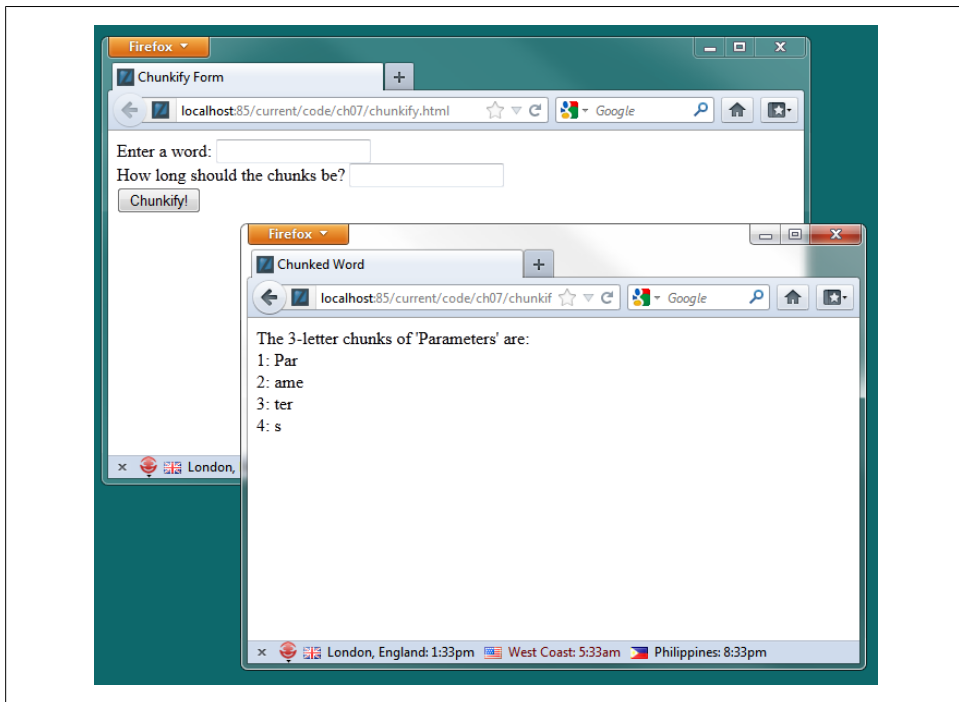 Firefox
Chunkify Form
localhost:85/current/code/ch07/chunkify.html
Google
Enter a word:
How long should the chunks be?
Chunkify!
London,
Firefox
Chunked Word
localhost:85/current/code/ch07/chunkif
Google
The 3-letter chunks of 'Parameters' are:
1: Par
2: ame
3: ter
4: s
x London, England: 1:33pm West Coast: 5:33am Philippines: 8:33pm